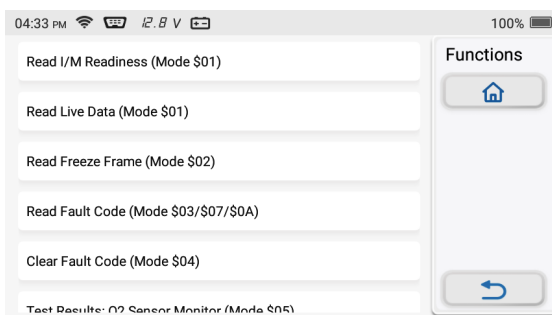 04:33 PM 12.8 V 100%
Functions
Read I/M Readiness (Mode $01)
Read Live Data (Mode $01)
Read Freeze Frame (Mode $02)
Read Fault Code (Mode $03/$07/$0A)
Clear Fault Code (Mode $04)
Test Results: O2 Sensor Monitor (Mode $05)